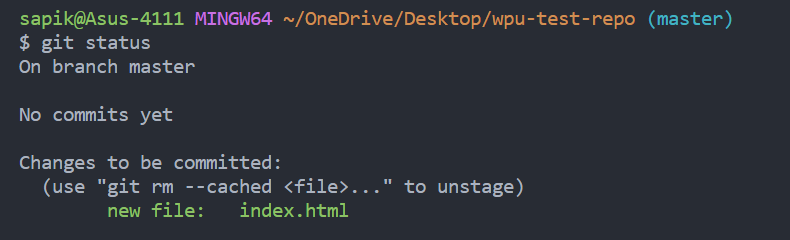 sapik@Asus-4111 MINGW64 ~/OneDrive/Desktop/wpu-test-repo (master)
$ git status
On branch master

No commits yet

Changes to be committed:
  (use "git rm --cached <file>..." to unstage)
        new file:   index.html